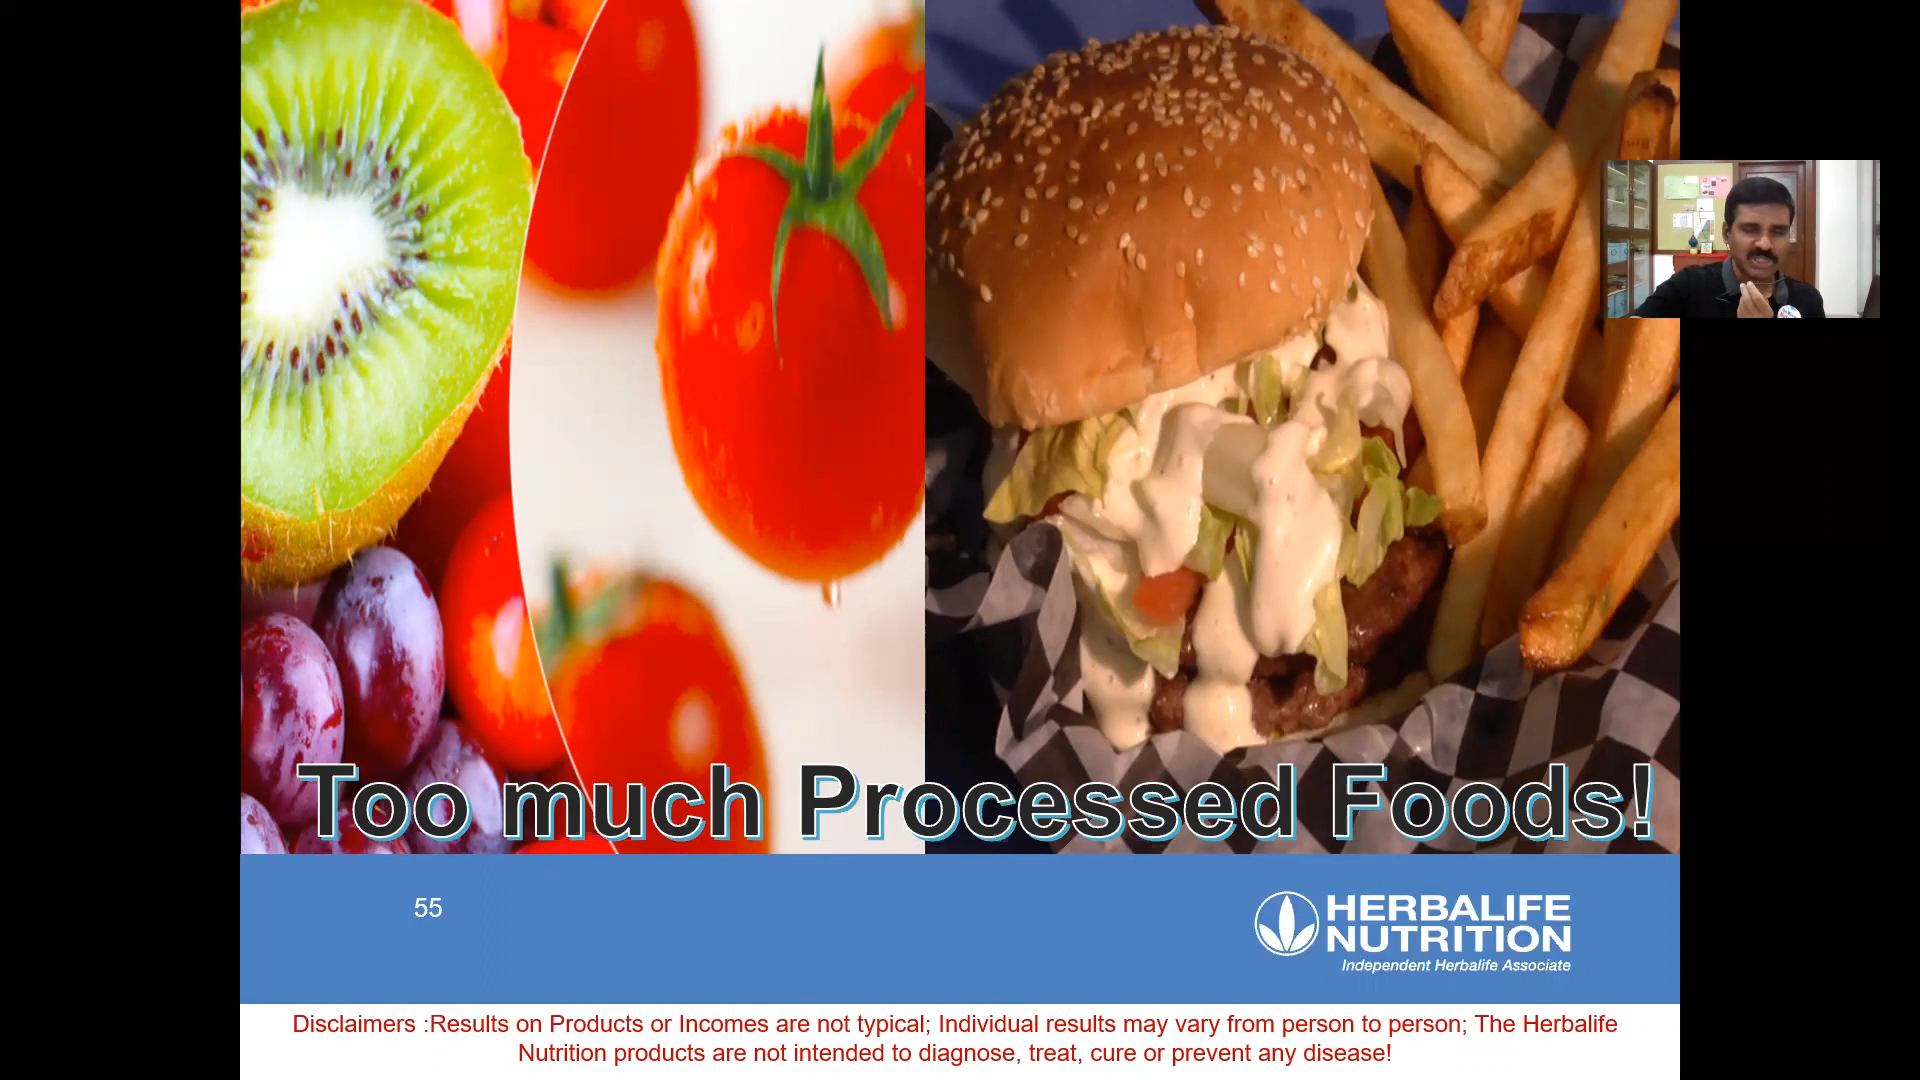 Too much Processed Foods!
55
HERBALIFE
NUTRITION
Independent Herbalife Associate
Disclaimers :Results on Products or Incomes are not typical; Individual results may vary from person to person; The Herbalife
Nutrition products are not intended to diagnose, treat, cure or prevent any disease!